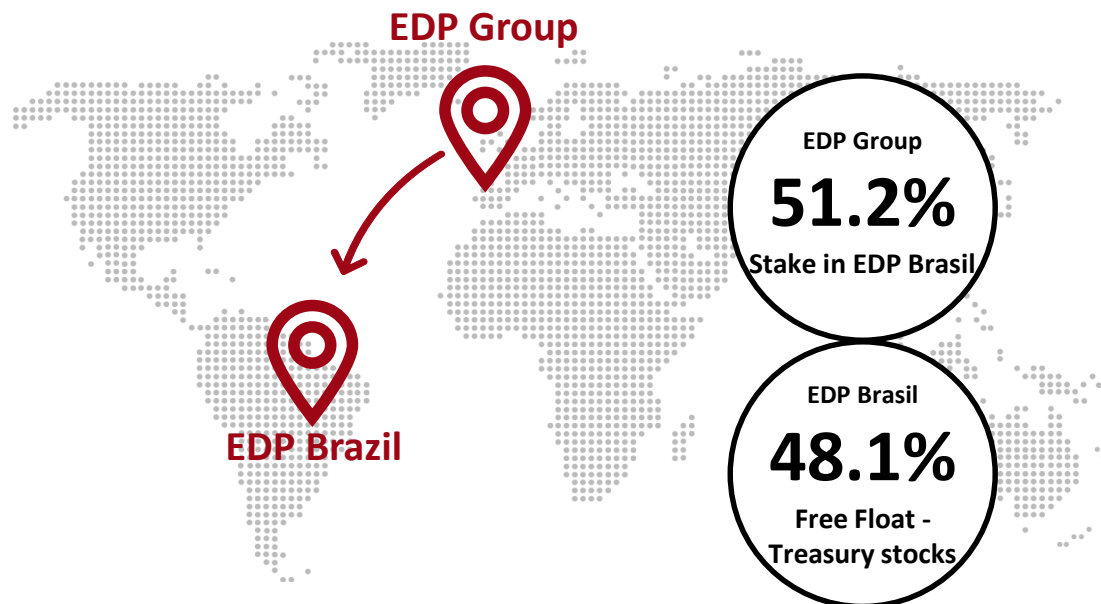 EDP Group
EDP Brazil
EDP Group
51.2%
Stake in EDP Brasil
EDP Brasil
48.1%
Free Float -
Treasury stocks